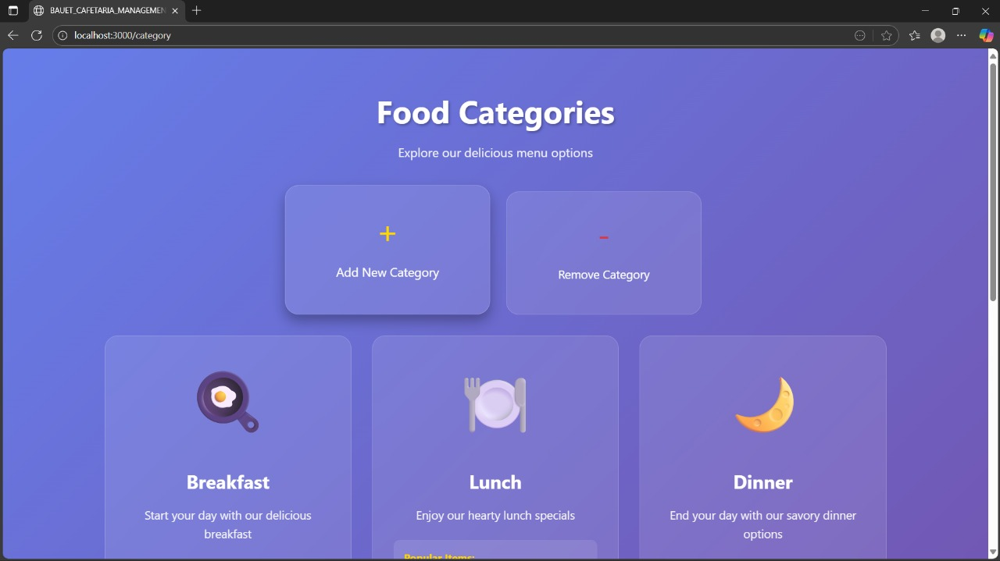 BAUET_CAFETARIA_MANAGEMEN
localhost:3000/category
Food Categories
Explore our delicious menu options
+
Add New Category
-
Remove Category
Breakfast
Start your day with our delicious
breakfast
Lunch
Enjoy our hearty lunch specials
Popular Items:
Dinner
End your day with our savory dinner
options